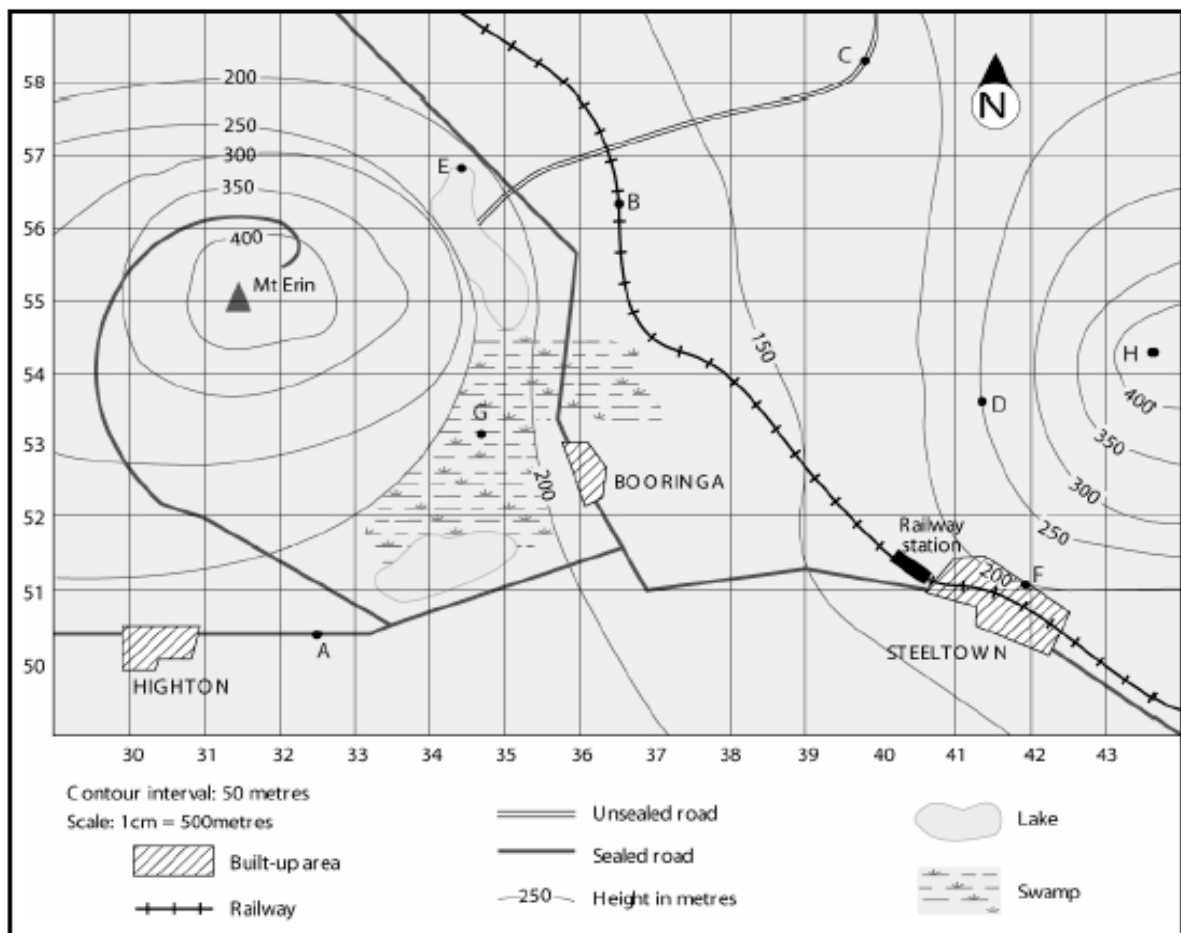 C
58
200
N
250
57
300
E
350
B
56
400
Mt Erin
55
150
H
54
400
D
G
350
53
BOORINGA
200
300
52
Railway
station
250
200
F
51
STEELTOWN
A
50
HIGHTON
30 31 32 33 34 35 36 37 38 39 40 41 42 43
Contour interval: 50 metres
Scale: 1cm = 500metres
Built-up area
Railway
Unsealed road
Sealed road
250 Height in metres
Lake
Swamp